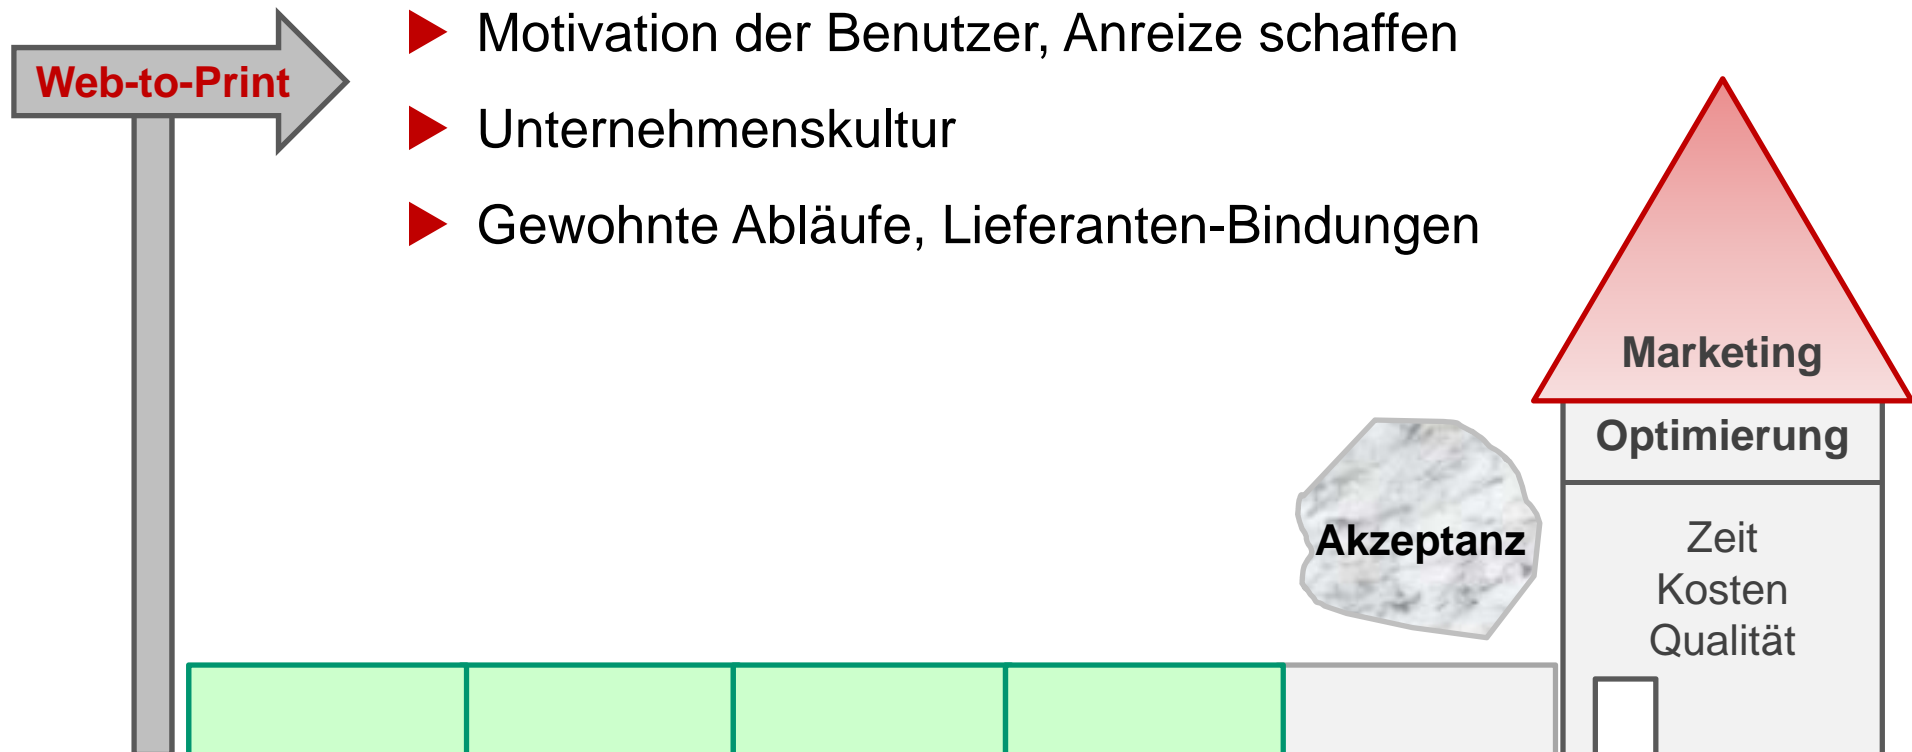 Web-to-Print
Motivation der Benutzer, Anreize schaffen
Unternehmenskultur
Gewohnte Abläufe, Lieferanten-Bindungen
Marketing
Optimierung
Akzeptanz
Zeit
Kosten
Qualität